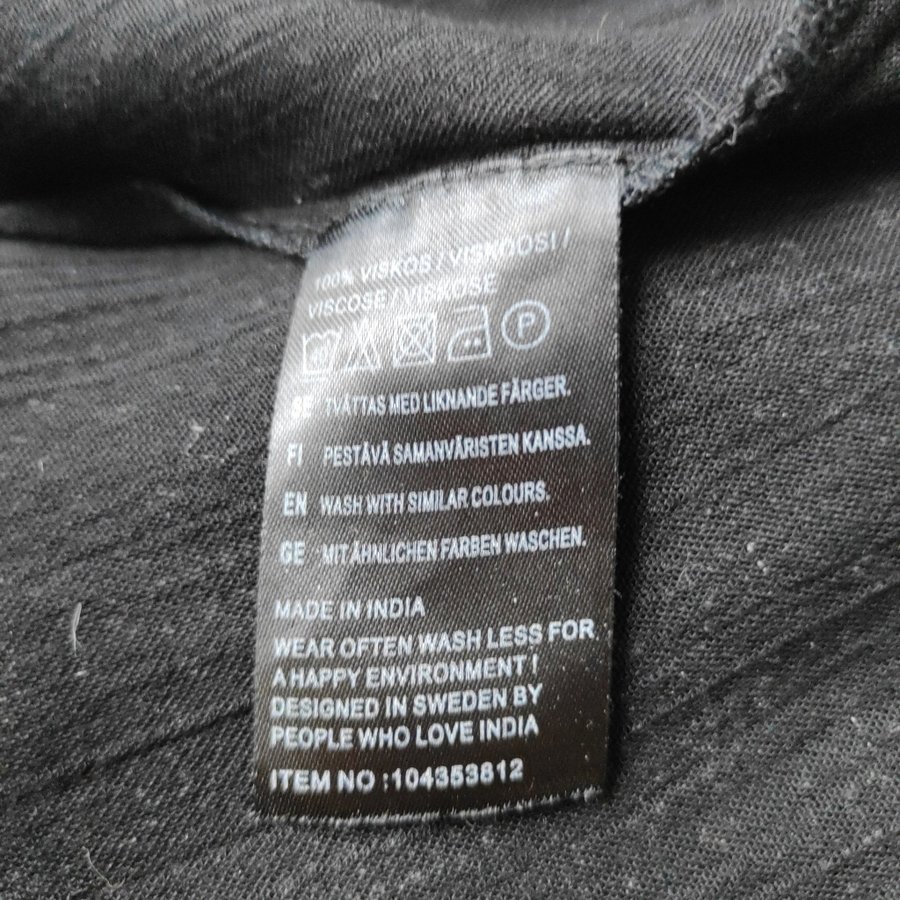 100% VISKOS / VISKOOSI /
VISCOSE / VISKOSE
P
SE TVÄTTAS MED LIKNANDE FÄRGER.
FI PESTÄVÄ SAMANVÄRISTEN KANSSA.
EN WASH WITH SIMILAR COLOURS.
GE MIT ÄHNLICHEN FARBEN WASCHEN.
MADE IN INDIA
WEAR OFTEN WASH LESS FOR
A HAPPY ENVIRONMENT !
DESIGNED IN SWEDEN BY
PEOPLE WHO LOVE INDIA
ITEM NO :104353812